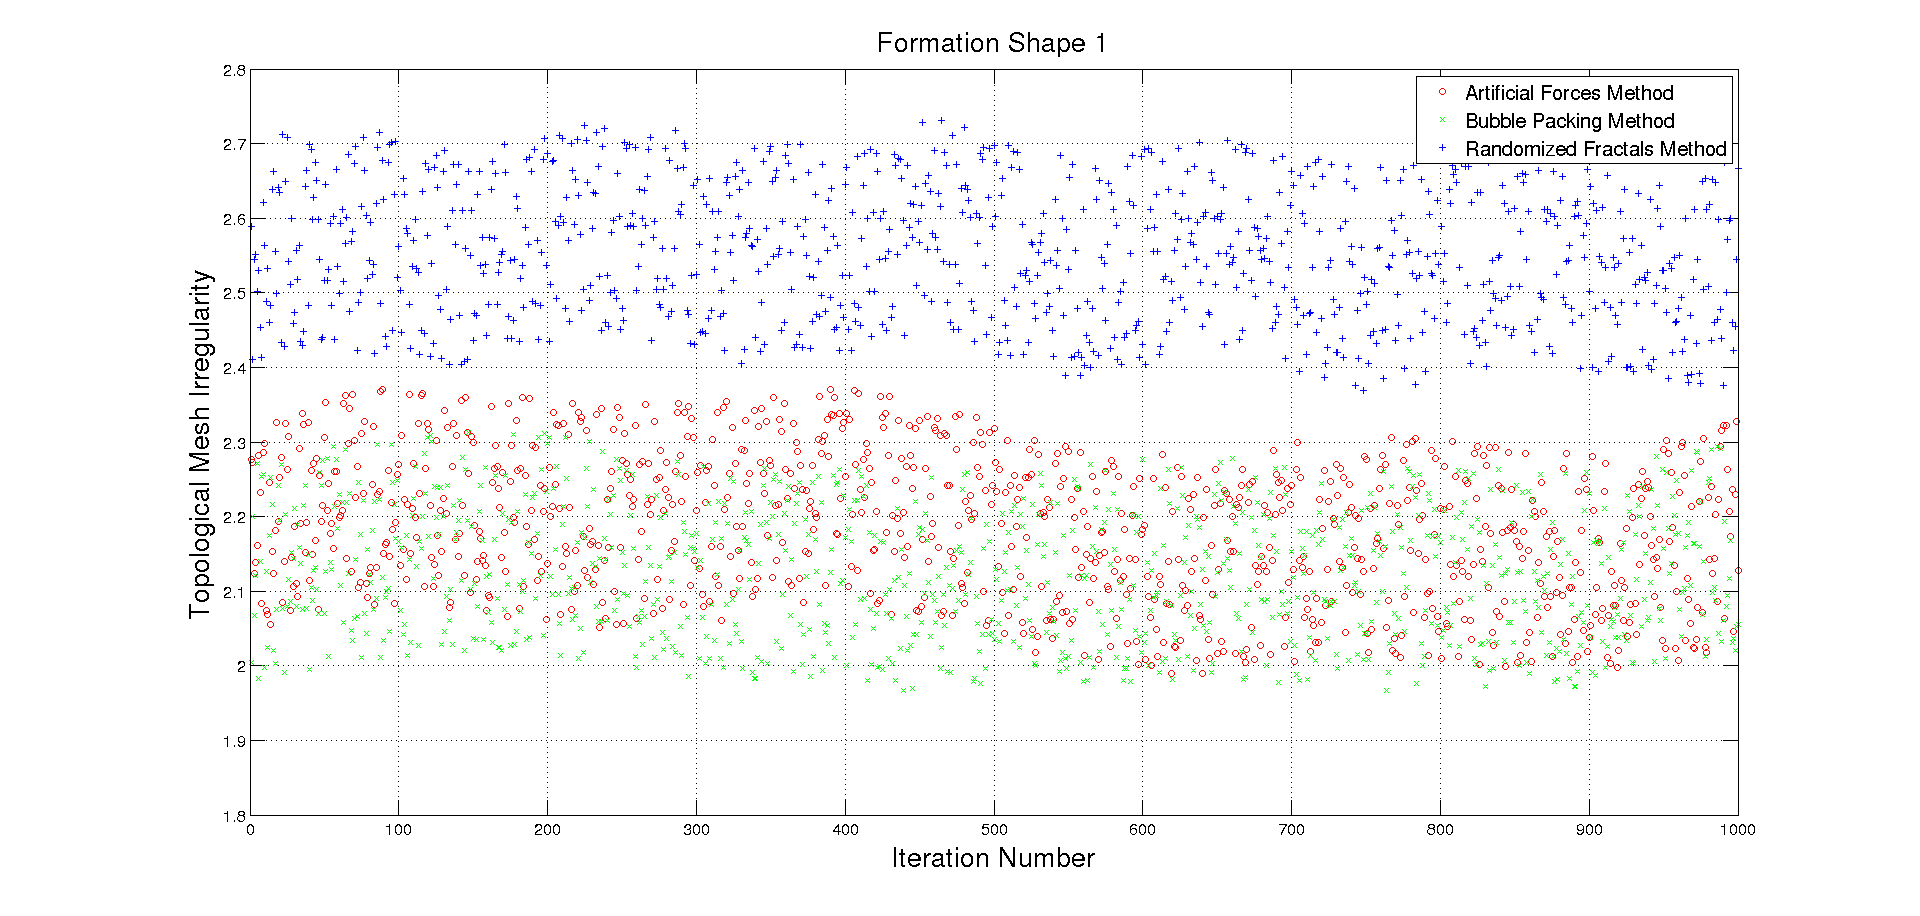 Formation Shape 1
2.8
2.7
2.6
2.5
2.4
2.3
2.2
2.1
2
1.9
1.8
Topological Mesh Irregularity
Artificial Forces Method
Bubble Packing Method
Randomized Fractals Method
0 100 200 300 400 500 600 700 800 900 1000
Iteration Number